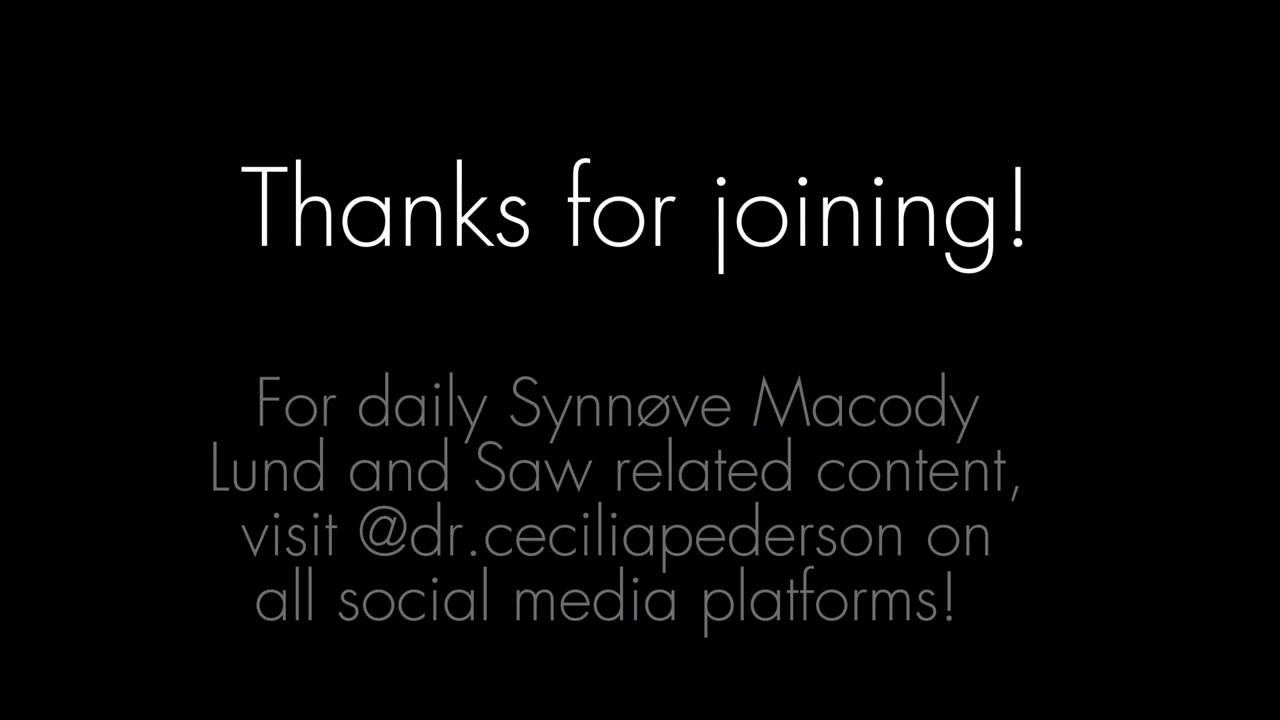 Thanks for joining!
For daily Synnøve Macody
Lund and Saw related content,
visit @dr.ceciliapederson on
all social media platforms!